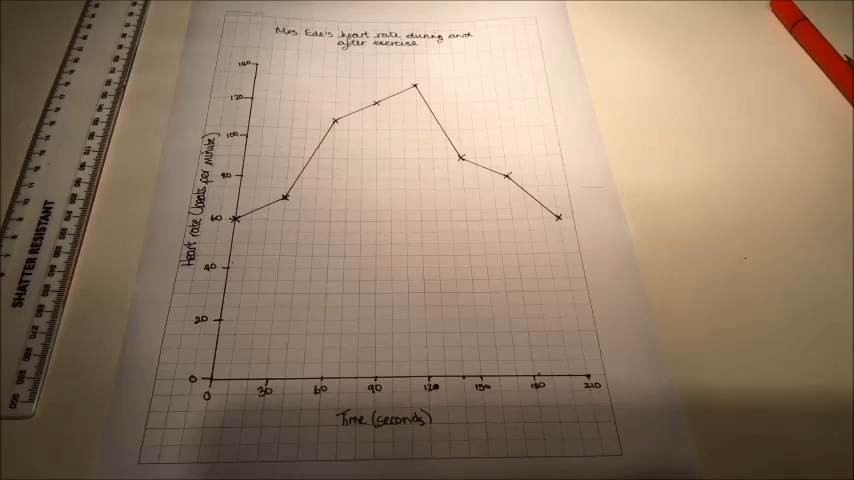 Mrs Ede's heart rate during and
after exercise
140
120
100
80
60
40
20
0
Heart rate (beats per minute)
0 30 60 90 120 150 180 210
Time (seconds)
SHATTER RESISTANT